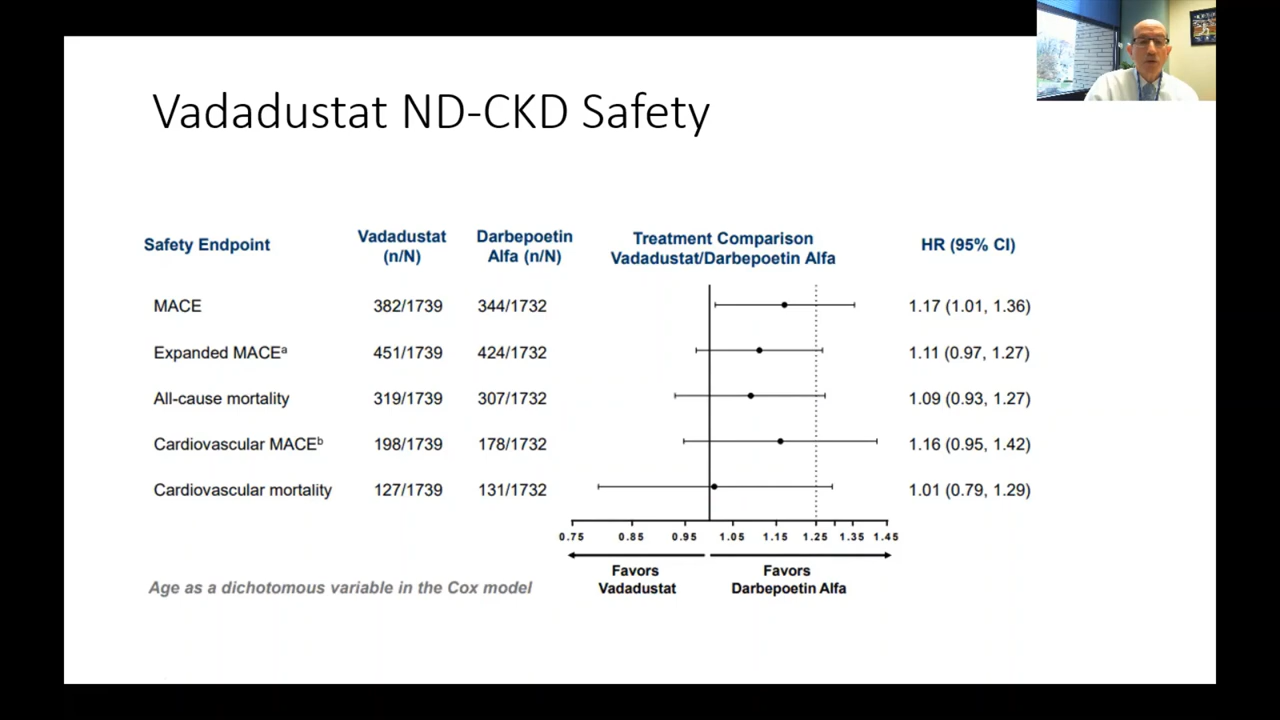 Vadadustat ND-CKD Safety
Safety Endpoint
Vadadustat
(n/N)
Darbepoetin
Alfa (n/N)
Treatment Comparison
Vadadustat/Darbepoetin Alfa
HR (95% CI)
MACE 382/1739 344/1732 1.17 (1.01, 1.36)
Expanded MACEᵃ 451/1739 424/1732 1.11 (0.97, 1.27)
All-cause mortality 319/1739 307/1732 1.09 (0.93, 1.27)
Cardiovascular MACEᵇ 198/1739 178/1732 1.16 (0.95, 1.42)
Cardiovascular mortality 127/1739 131/1732 1.01 (0.79, 1.29)
0.75 0.85 0.95 1.05 1.15 1.25 1.35 1.45
Favors
Vadadustat
Favors
Darbepoetin Alfa
Age as a dichotomous variable in the Cox model